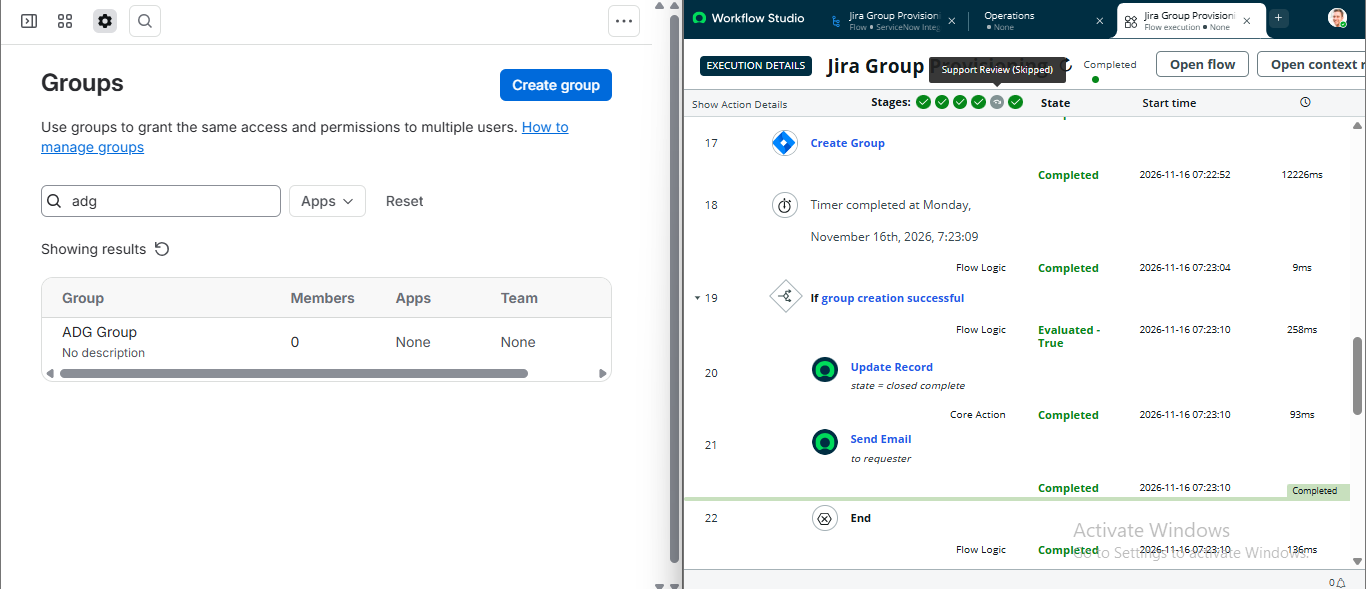 Groups
Create group
Use groups to grant the same access and permissions to multiple users. How to
manage groups
adg
Apps
Reset
Showing results
Group Members Apps Team
ADG Group
No description
0 None None
Workflow Studio
Jira Group Provisioni
Flow • ServiceNow Integ
Operations
• None
Jira Group Provisioni
Flow execution • None
EXECUTION DETAILS
Jira Group Provisioning
Support Review (Skipped)
Completed
Open flow
Open context r
Show Action Details
Stages:
State
Start time
17 Create Group
Completed 2026-11-16 07:22:52 12226ms
18 Timer completed at Monday,
November 16th, 2026, 7:23:09
Flow Logic Completed 2026-11-16 07:23:04 9ms
19 If group creation successful
Flow Logic Evaluated - 2026-11-16 07:23:10 258ms
True
20 Update Record
state = closed complete
Core Action Completed 2026-11-16 07:23:10 93ms
21 Send Email
to requester
Completed 2026-11-16 07:23:10
Completed
22 End
Activate Windows
Flow Logic Completed 2026-11-16 07:23:10 136ms
Go to Settings to activate Windows.
0